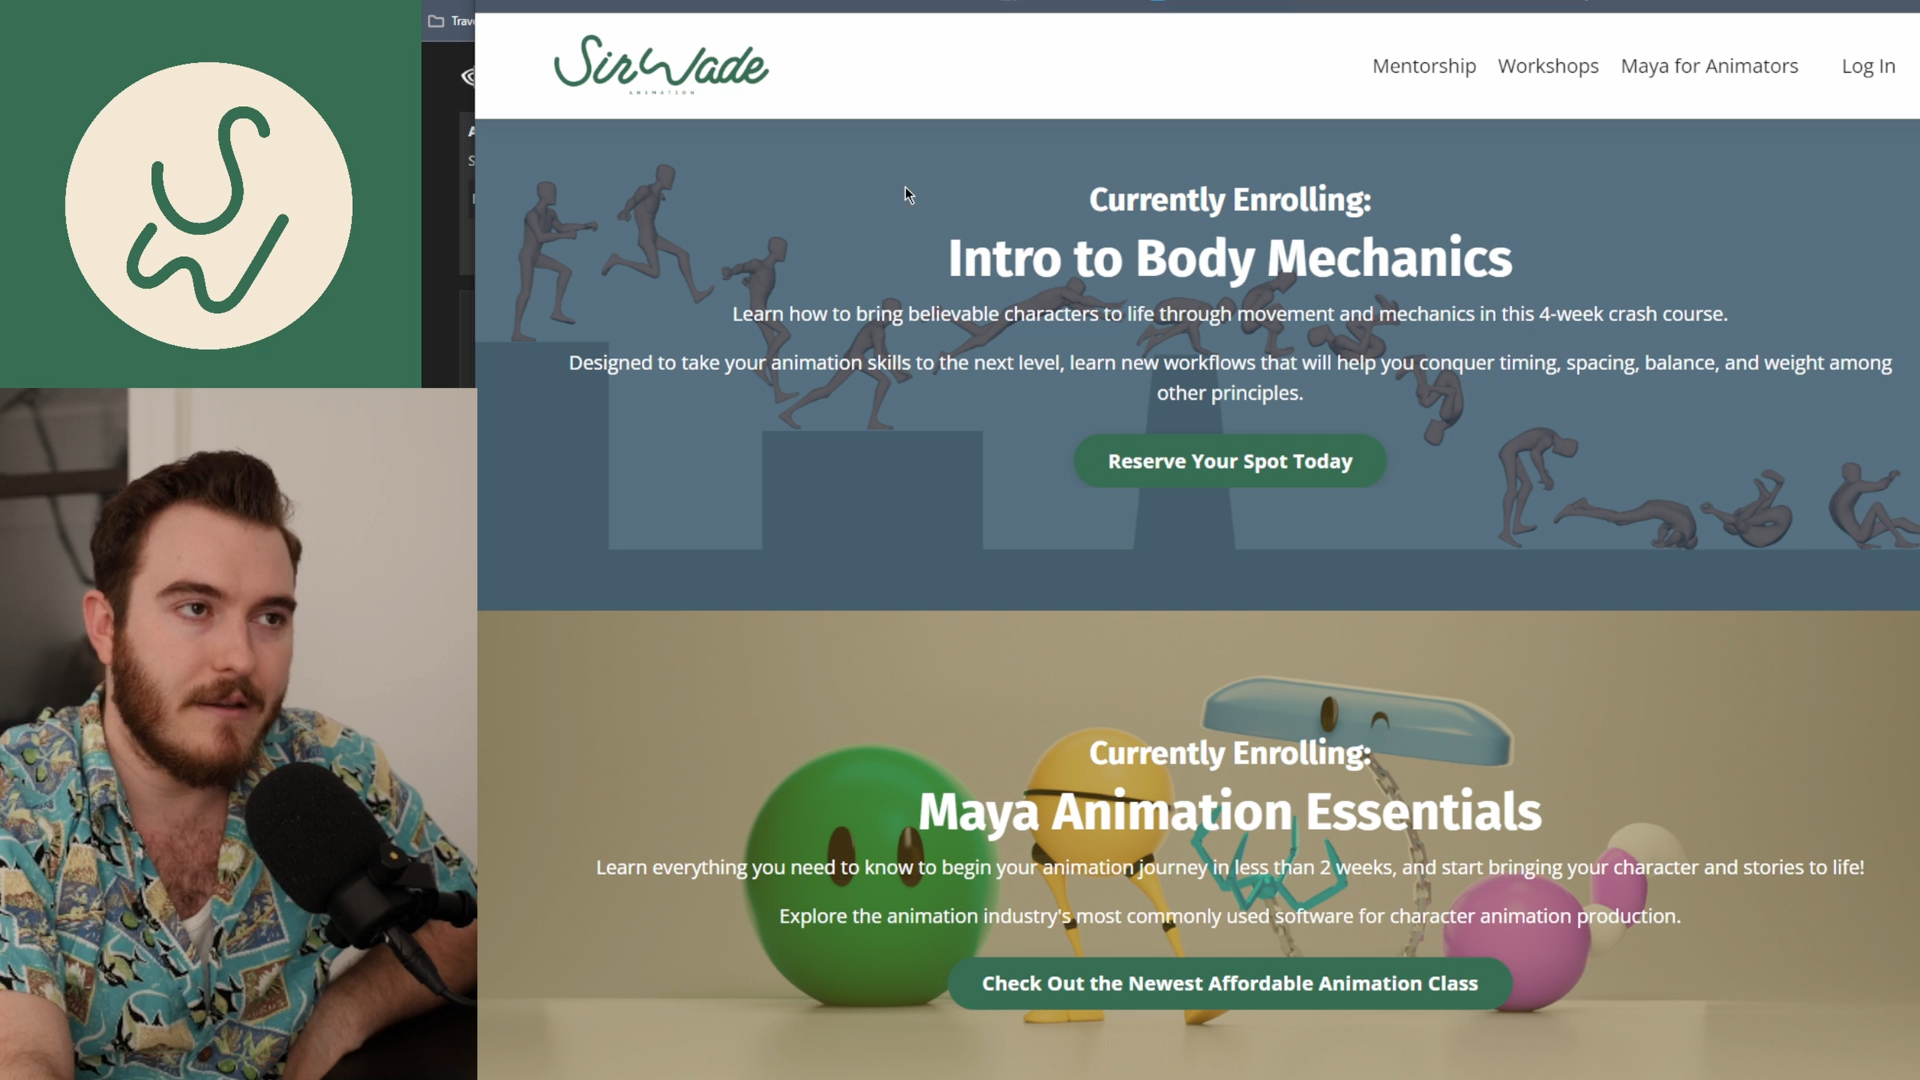 Trav
SirWade
ANIMATION
Mentorship
Workshops
Maya for Animators
Log In
Currently Enrolling:
Intro to Body Mechanics
Learn how to bring believable characters to life through movement and mechanics in this 4-week crash course.
Designed to take your animation skills to the next level, learn new workflows that will help you conquer timing, spacing, balance, and weight among
other principles.
Reserve Your Spot Today
Currently Enrolling:
Maya Animation Essentials
Learn everything you need to know to begin your animation journey in less than 2 weeks, and start bringing your character and stories to life!
Explore the animation industry's most commonly used software for character animation production.
Check Out the Newest Affordable Animation Class